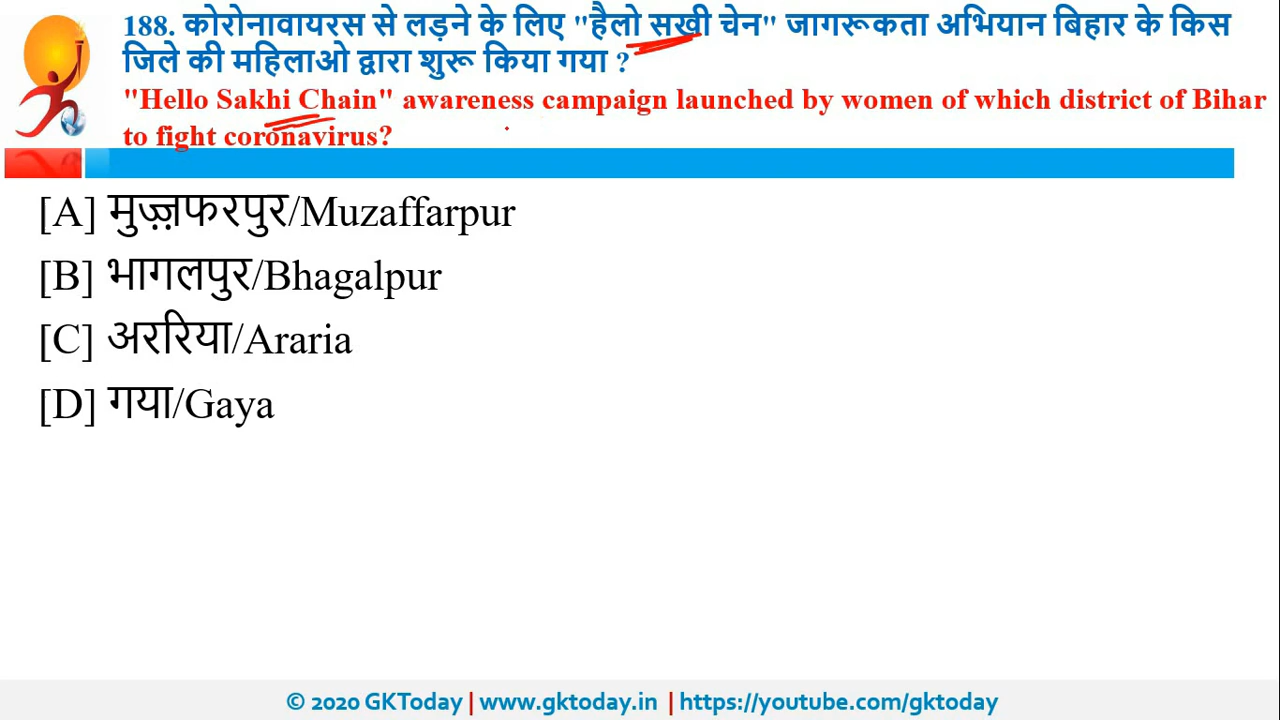 188. कोरोनावायरस से लड़ने के लिए "हैलो सखी चेन" जागरूकता अभियान बिहार के किस
जिले की महिलाओ द्वारा शुरू किया गया ?
"Hello Sakhi Chain" awareness campaign launched by women of which district of Bihar
to fight coronavirus?
[A] मुज़्ज़फरपुर/Muzaffarpur
[B] भागलपुर/Bhagalpur
[C] अररिया/Araria
[D] गया/Gaya
© 2020 GKToday | www.gktoday.in | https://youtube.com/gktoday